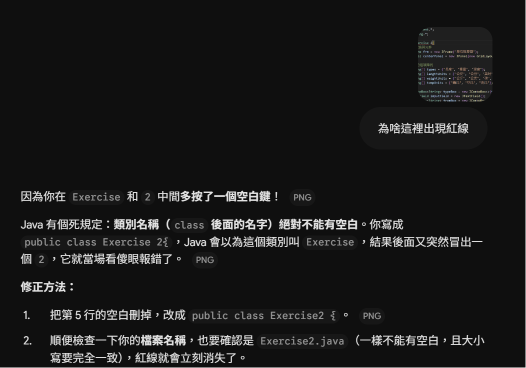 為啥這裡出現紅線
因為你在 Exercise 和 2 中間多按了一個空白鍵！ PNG
Java 有個死規定：類別名稱（ class 後面的名字）絕對不能有空白。你寫成
public class Exercise 2{ ，Java 會以為這個類別叫 Exercise ，結果後面又突然冒出一
個 2 ，它就當場看傻眼報錯了。 PNG
修正方法：
1. 把第 5 行的空白刪掉，改成 public class Exercise2 { 。 PNG
2. 順便檢查一下你的檔案名稱，也要確認是 Exercise2.java （一樣不能有空白，且大小
寫要完全一致），紅線就會立刻消失了。